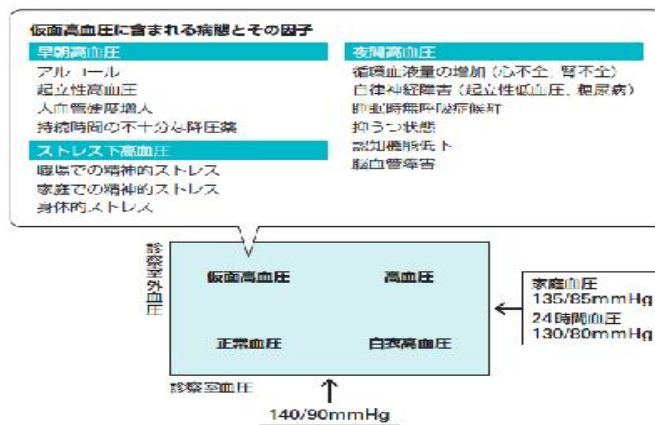 仮面高血圧に含まれる病態とその因子
早朝高血圧
アルコール
起立性高血圧
大血管硬度増大
持続時間の不十分な降圧薬
ストレス下高血圧
職場での精神的ストレス
家庭での精神的ストレス
身体的ストレス
夜間高血圧
循環血液量の増加（心不全、腎不全）
自律神経障害（起立性低血圧、糖尿病）
睡眠時無呼吸症候群
抑うつ状態
認知機能低下
脳血管障害
診察室外血圧
仮面高血圧
高血圧
正常血圧
白衣高血圧
家庭血圧
135/85mmHg
24時間血圧
130/80mmHg
診察室血圧
140/90mmHg